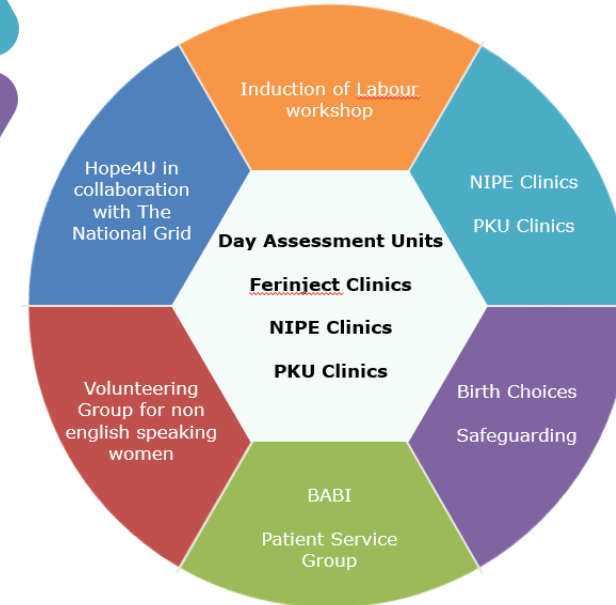 Induction of Labour
workshop
NIPE Clinics
PKU Clinics
Birth Choices
Safeguarding
BABI
Patient Service
Group
Volunteering
Group for non
english speaking
women
Hope4U in
collaboration
with The
National Grid
Day Assessment Units
Ferinject Clinics
NIPE Clinics
PKU Clinics